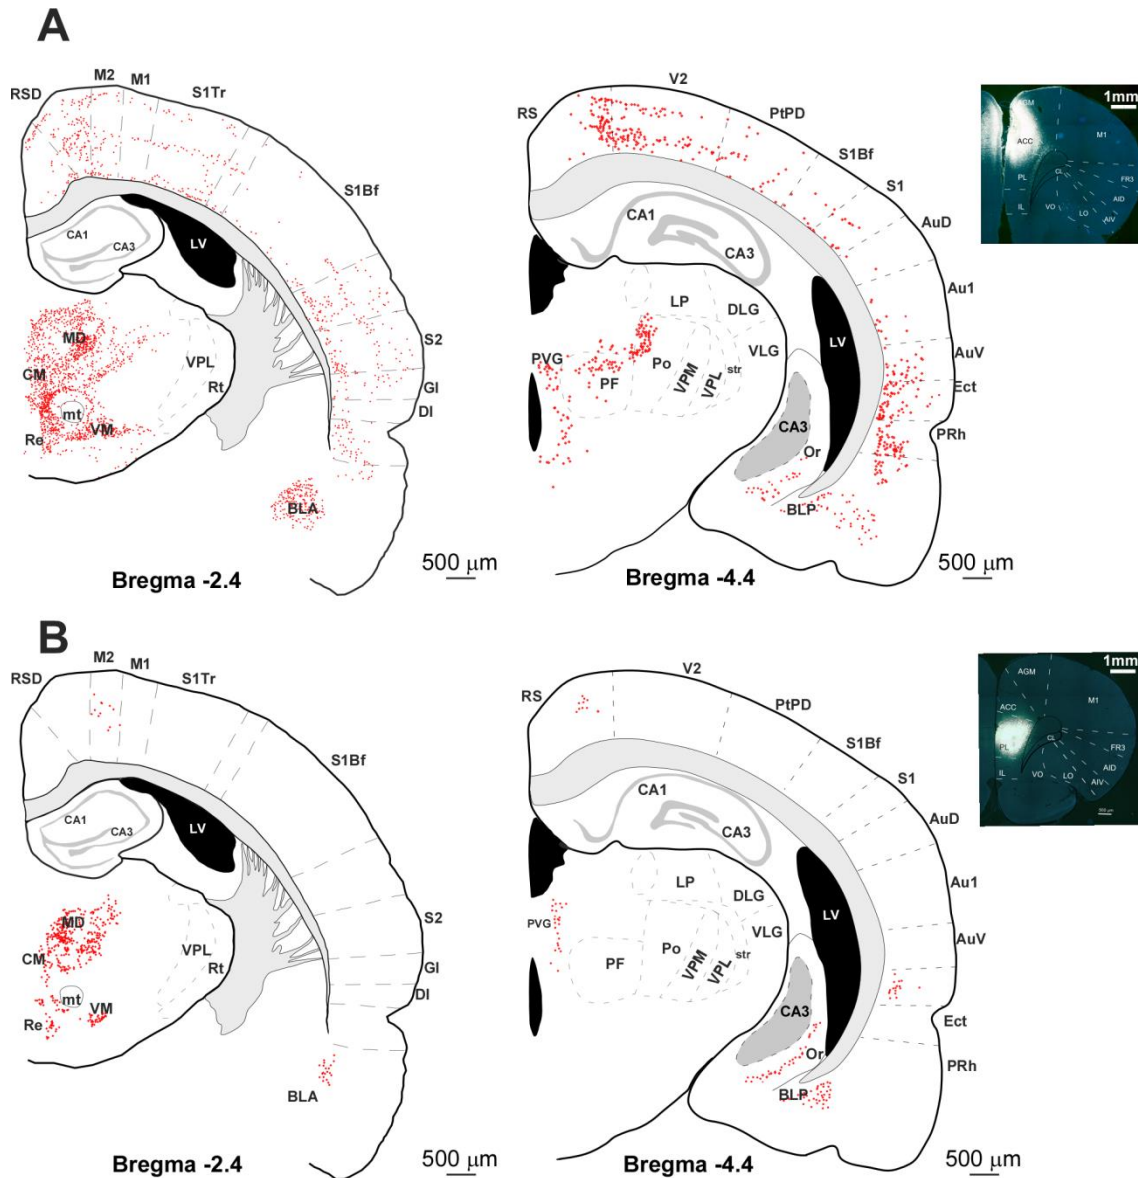 A
M2
M1
S1Tr
RSD
S1Bf
CA1
CA3
LV
S2
GI
DI
MD
CM
VPL
Rt
mt
VM
Re
BLA
Bregma -2.4
500 μm
V2
RS
PtPD
S1Bf
S1
AuD
Au1
AuV
Ect
PRh
CA1
CA3
LP
DLG
VLG
LV
PVG
PF
Po
VPM
VPL
str
CA3
Or
BLP
Bregma -4.4
500 μm
1mm
ACC
M1
PL
CL
FR3
IL
VO
LO
AID
AIV
B
M2
M1
S1Tr
RSD
S1Bf
CA1
CA3
LV
S2
GI
DI
MD
CM
VPL
Rt
mt
VM
Re
BLA
Bregma -2.4
500 μm
V2
RS
PtPD
S1Bf
S1
AuD
Au1
AuV
Ect
PRh
CA1
CA3
LP
DLG
VLG
LV
PVG
PF
Po
VPM
VPL
str
CA3
Or
BLP
Bregma -4.4
500 μm
1mm
AGM
M1
ACC
PL
CL
FR3
IL
VO
LO
AID
AIV